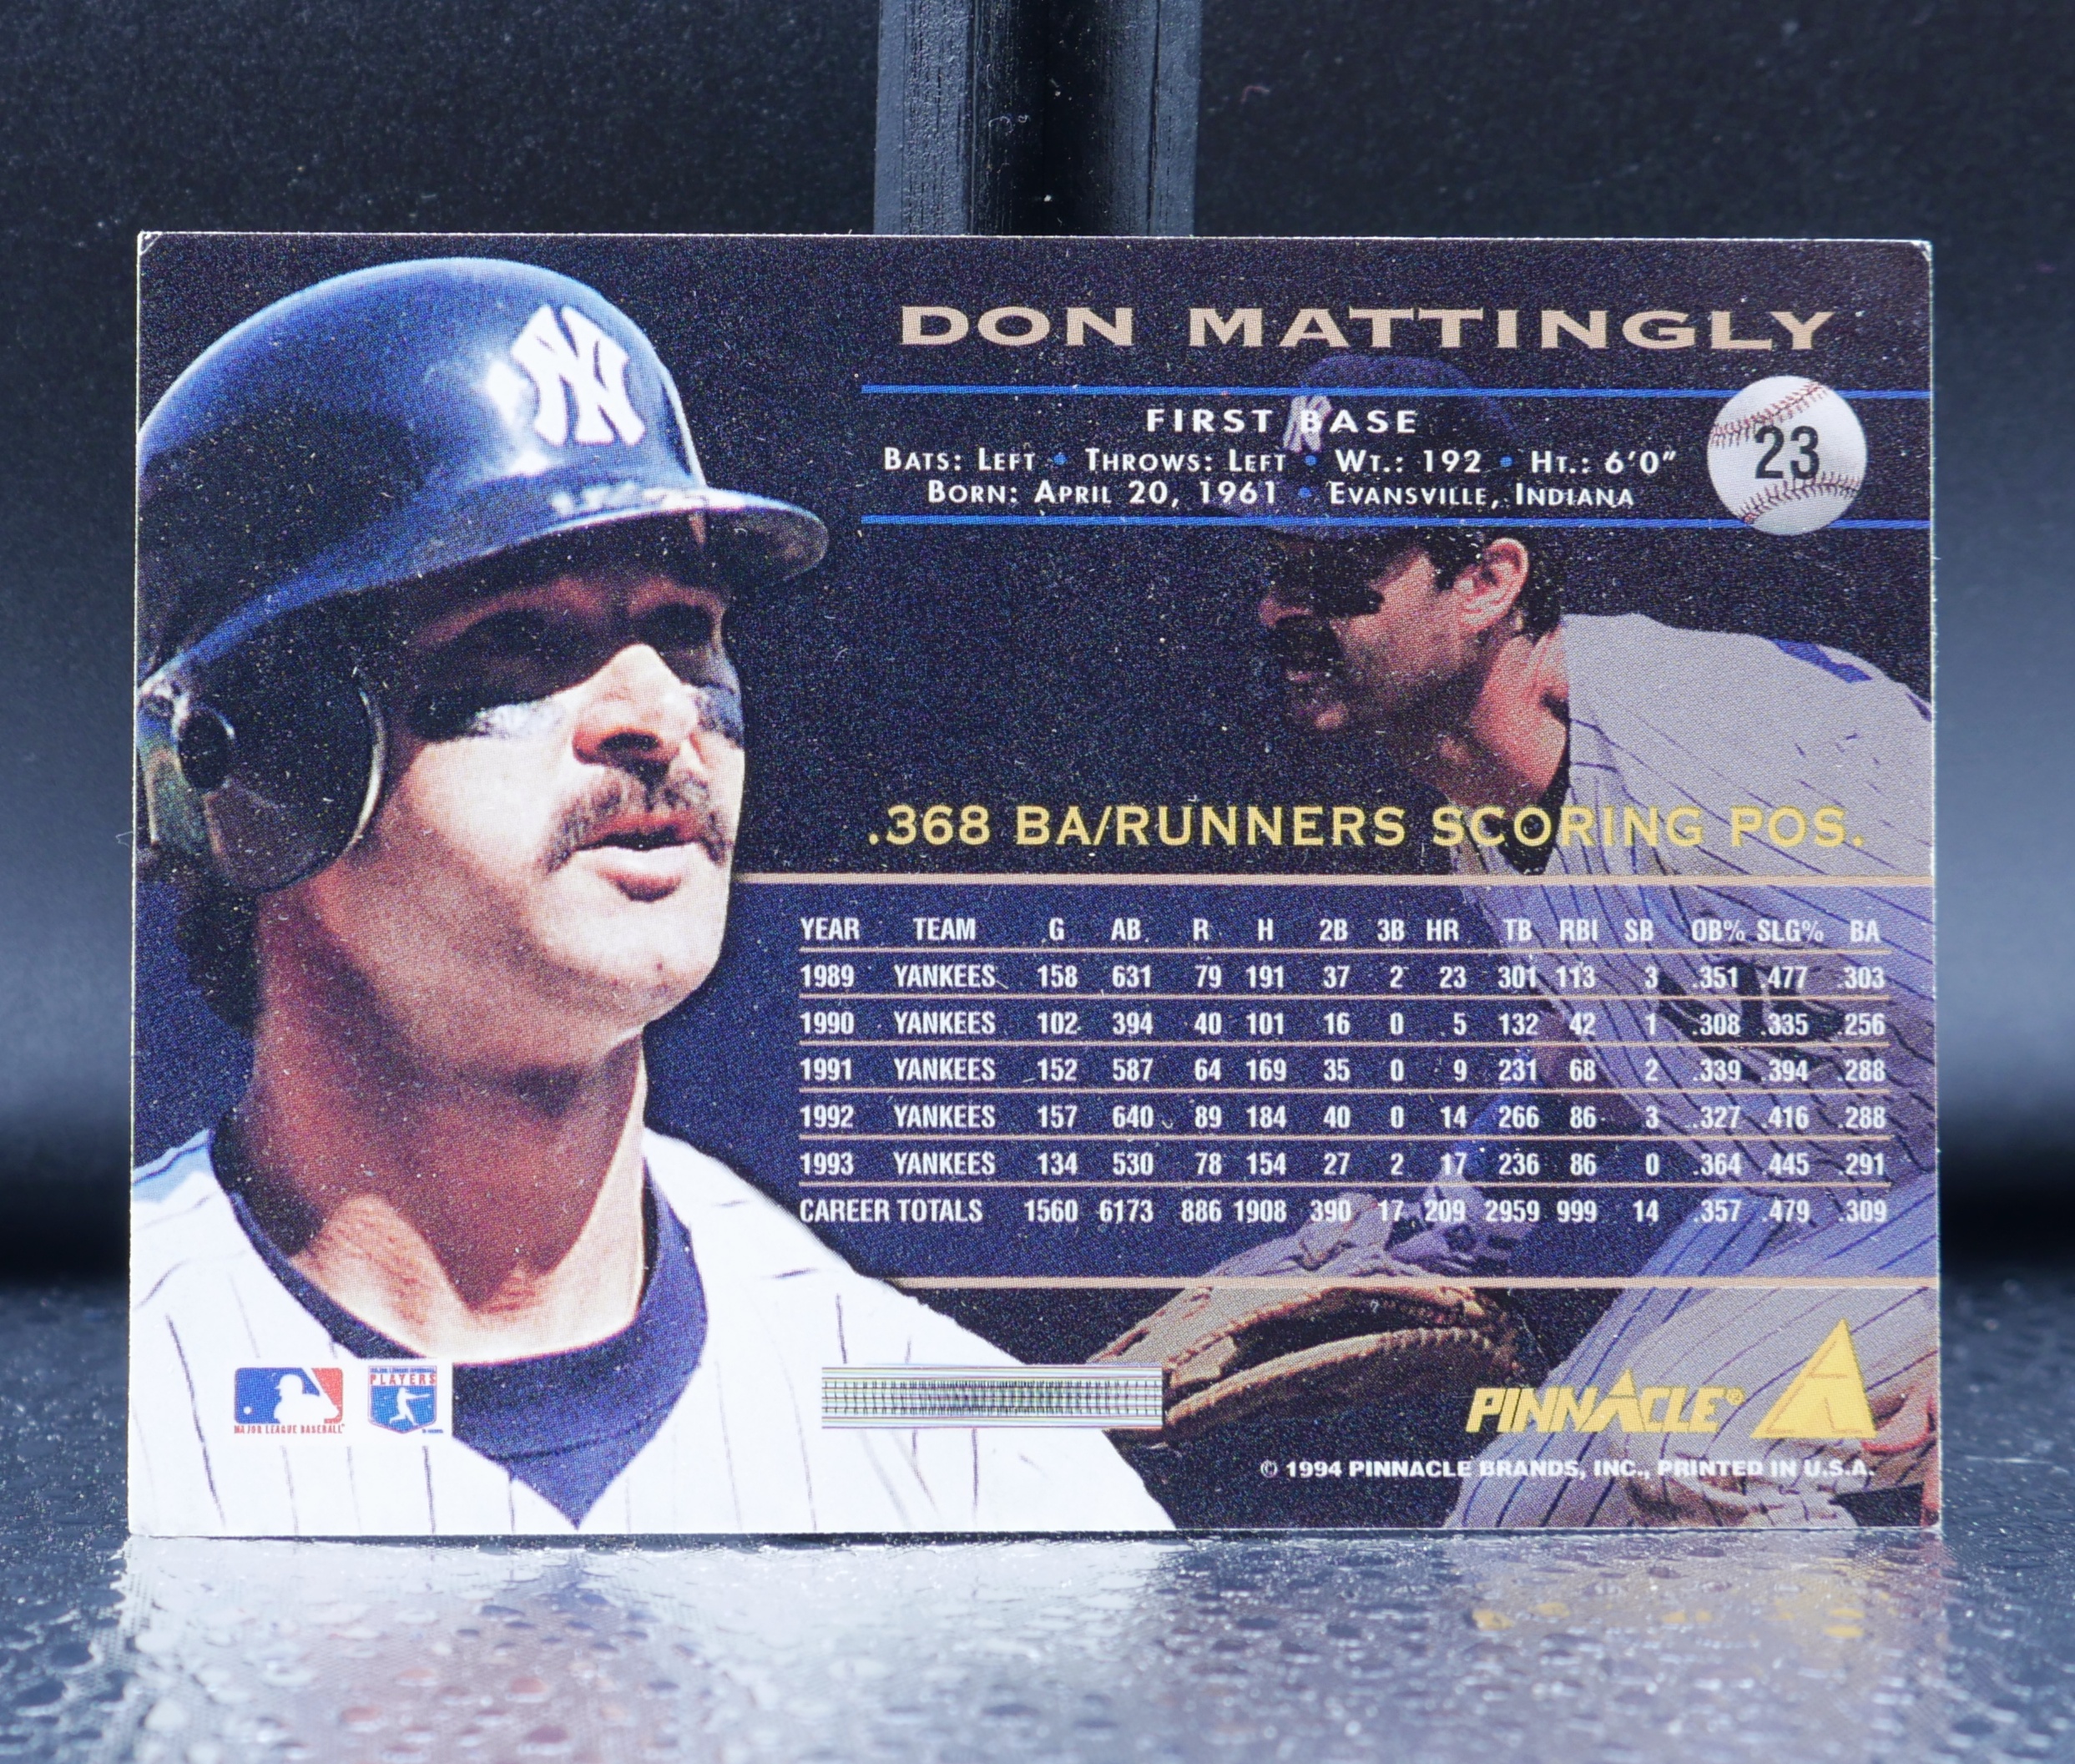 DON MATTINGLY
FIRST BASE
BATS: LEFT • THROWS: LEFT • WT.: 192 • HT.: 6'0"
BORN: APRIL 20, 1961 • EVANSVILLE, INDIANA
23
.368 BA/RUNNERS SCORING POS.
YEAR TEAM G AB R H 2B 3B HR TB RBI SB OB% SLG% BA
1989 YANKEES 158 631 79 191 37 2 23 301 113 3 .351 .477 .303
1990 YANKEES 102 394 40 101 16 0 5 132 42 1 .308 .335 .256
1991 YANKEES 152 587 64 169 35 0 9 231 68 2 .339 .394 .288
1992 YANKEES 157 640 89 184 40 0 14 266 86 3 .327 .416 .288
1993 YANKEES 134 530 78 154 27 2 17 236 86 0 .364 .445 .291
CAREER TOTALS 1560 6173 886 1908 390 17 209 2959 999 14 .357 .479 .309
NY
NY
PLAYERS
MAJOR LEAGUE BASEBALL
PINNACLE®
© 1994 PINNACLE BRANDS, INC., PRINTED IN U.S.A.